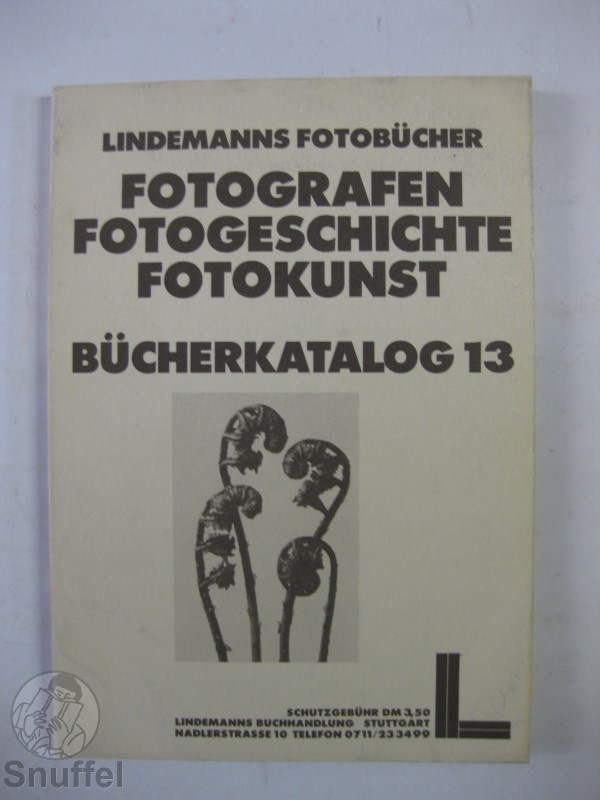 LINDEMANNS FOTOBÜCHER
FOTOGRAFEN
FOTOGESCHICHTE
FOTOKUNST
BÜCHERKATALOG 13
SCHUTZGEBÜHR DM 3,50
LINDEMANNS BUCHHANDLUNG STUTTGART
NADLERSTRASSE 10 TELEFON 0711/233499
L
Snuffel